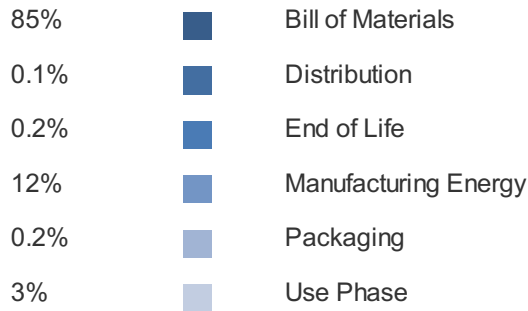 85% Bill of Materials
0.1% Distribution
0.2% End of Life
12% Manufacturing Energy
0.2% Packaging
3% Use Phase